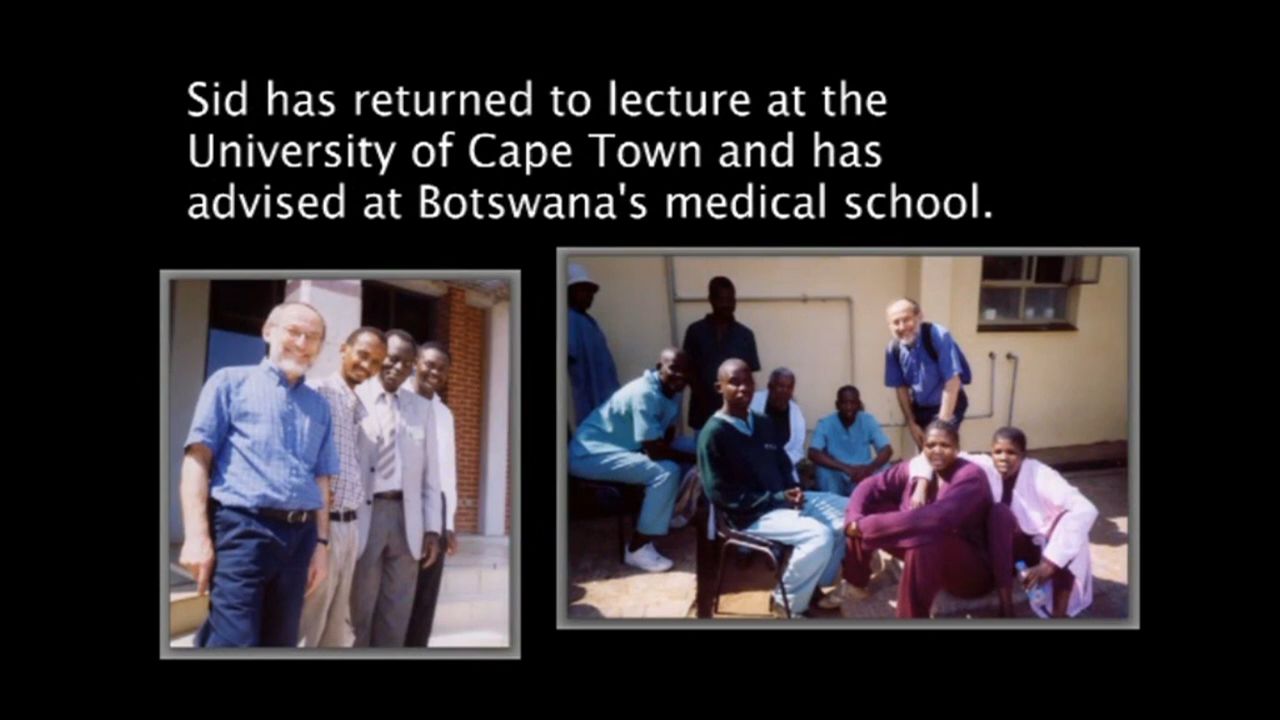 Sid has returned to lecture at the
University of Cape Town and has
advised at Botswana's medical school.